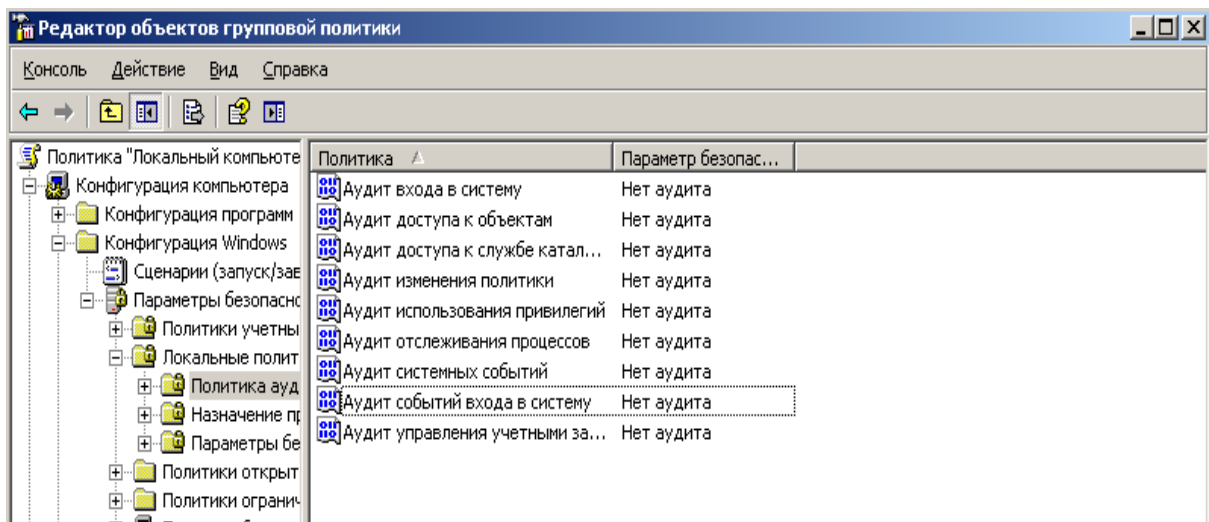 Редактор объектов групповой политики
Консоль Действие Вид Справка
Политика "Локальный компьюте
Конфигурация компьютера
Конфигурация программ
Конфигурация Windows
Сценарии (запуск/зав
Параметры безопасно
Политики учетны
Локальные полит
Политика ауд
Назначение пр
Параметры бе
Политики открыт
Политики огранич
Политика Параметр безопас...
Аудит входа в систему Нет аудита
Аудит доступа к объектам Нет аудита
Аудит доступа к службе катал... Нет аудита
Аудит изменения политики Нет аудита
Аудит использования привилегий Нет аудита
Аудит отслеживания процессов Нет аудита
Аудит системных событий Нет аудита
Аудит событий входа в систему Нет аудита
Аудит управления учетными за... Нет аудита